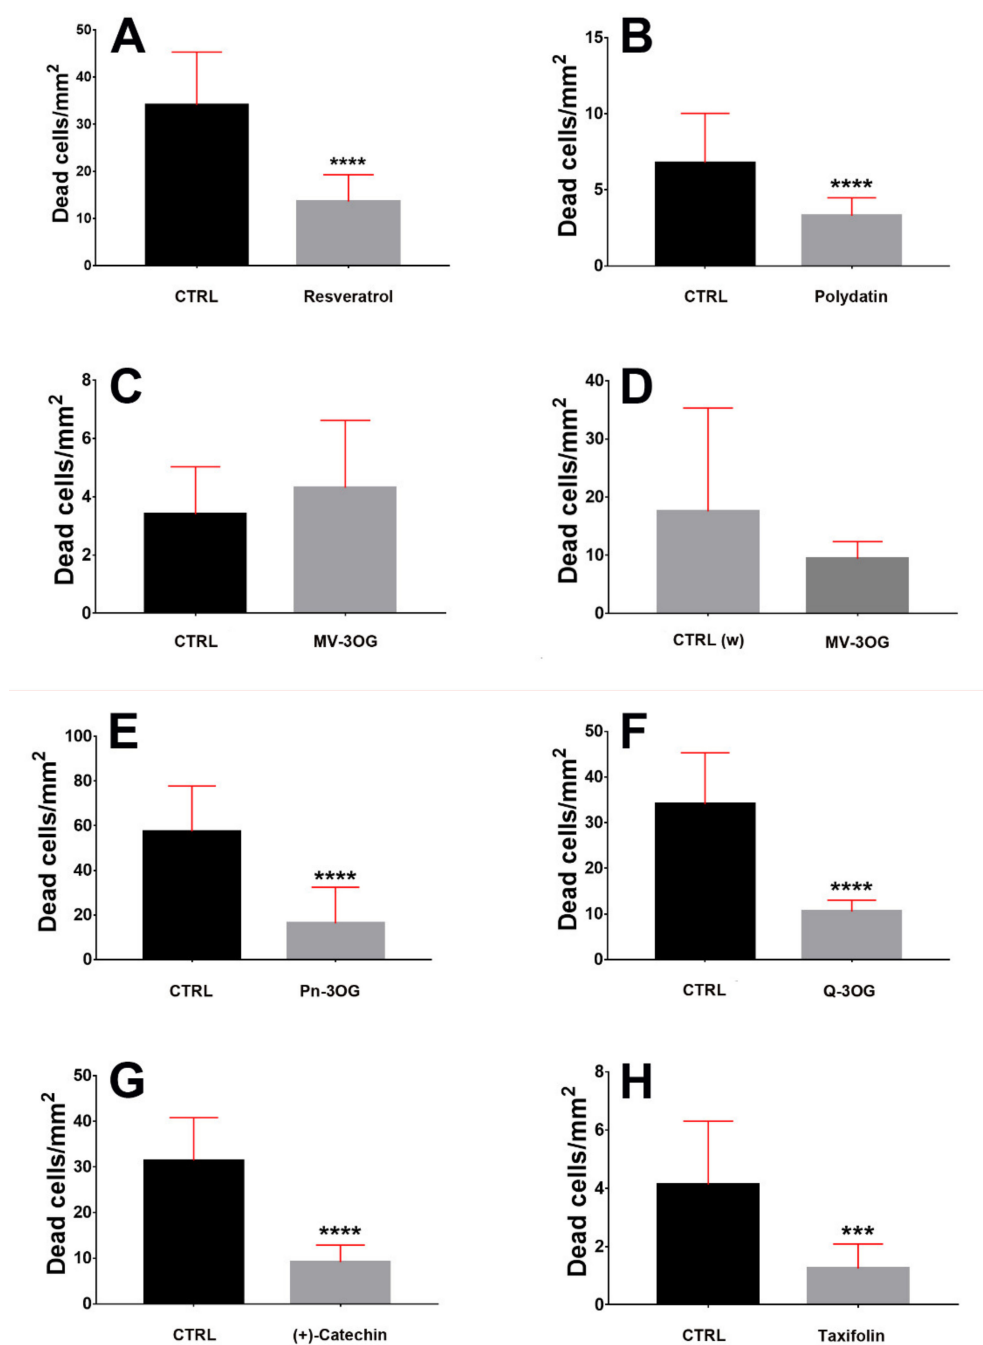 A
Dead cells/mm²
50
40
30
20
10
0
****
CTRL Resveratrol
B
Dead cells/mm²
15
10
5
0
****
CTRL Polydatin
C
Dead cells/mm²
8
6
4
2
0
CTRL MV-3OG
D
Dead cells/mm²
40
30
20
10
0
CTRL (w) MV-3OG
E
Dead cells/mm²
100
80
60
40
20
0
****
CTRL Pn-3OG
F
Dead cells/mm²
50
40
30
20
10
0
****
CTRL Q-3OG
G
Dead cells/mm²
50
40
30
20
10
0
****
CTRL (+)-Catechin
H
Dead cells/mm²
8
6
4
2
0
***
CTRL Taxifolin